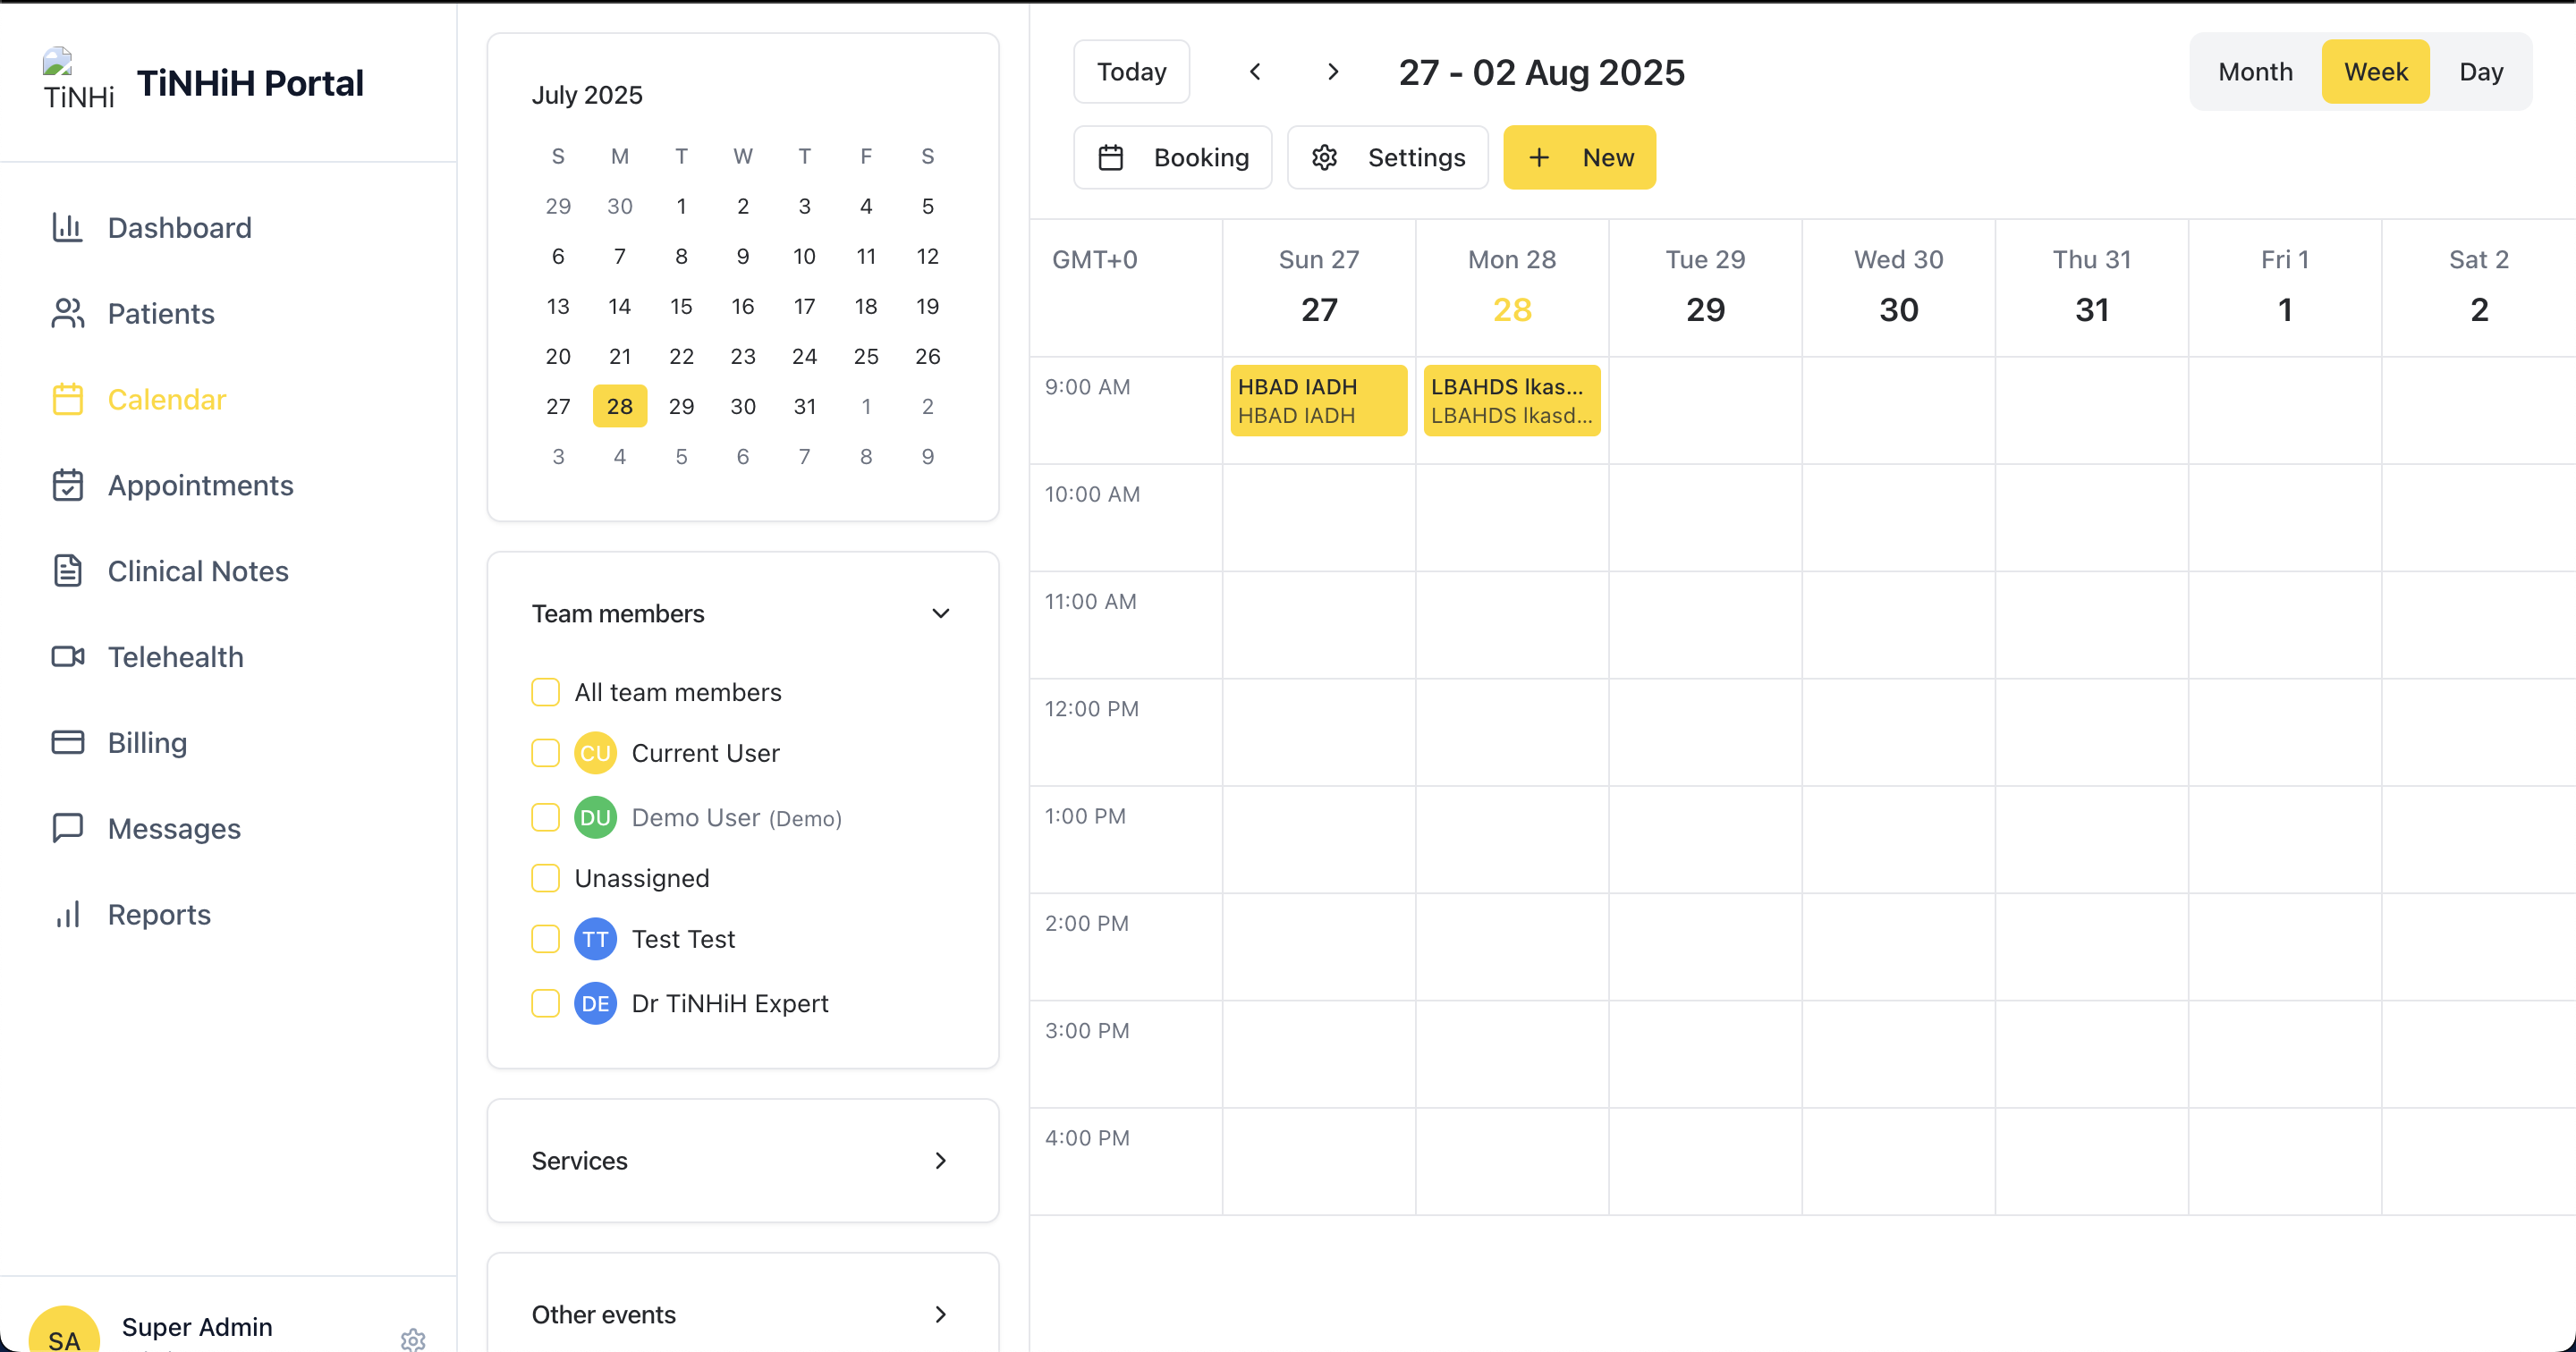 TiNHi
TiNHiH Portal
Dashboard
Patients
Calendar
Appointments
Clinical Notes
Telehealth
Billing
Messages
Reports
SA
Super Admin
July 2025
S M T W T F S
29 30 1 2 3 4 5
6 7 8 9 10 11 12
13 14 15 16 17 18 19
20 21 22 23 24 25 26
27 28 29 30 31 1 2
3 4 5 6 7 8 9
Team members
All team members
CU Current User
DU Demo User (Demo)
Unassigned
TT Test Test
DE Dr TiNHiH Expert
Services
Other events
Today 27 - 02 Aug 2025 Month Week Day
Booking Settings New
GMT+0 Sun 27 Mon 28 Tue 29 Wed 30 Thu 31 Fri 1 Sat 2
27 28 29 30 31 1 2
9:00 AM HBAD IADH LBAHDS lkas...
HBAD IADH LBAHDS lkasd...
10:00 AM
11:00 AM
12:00 PM
1:00 PM
2:00 PM
3:00 PM
4:00 PM